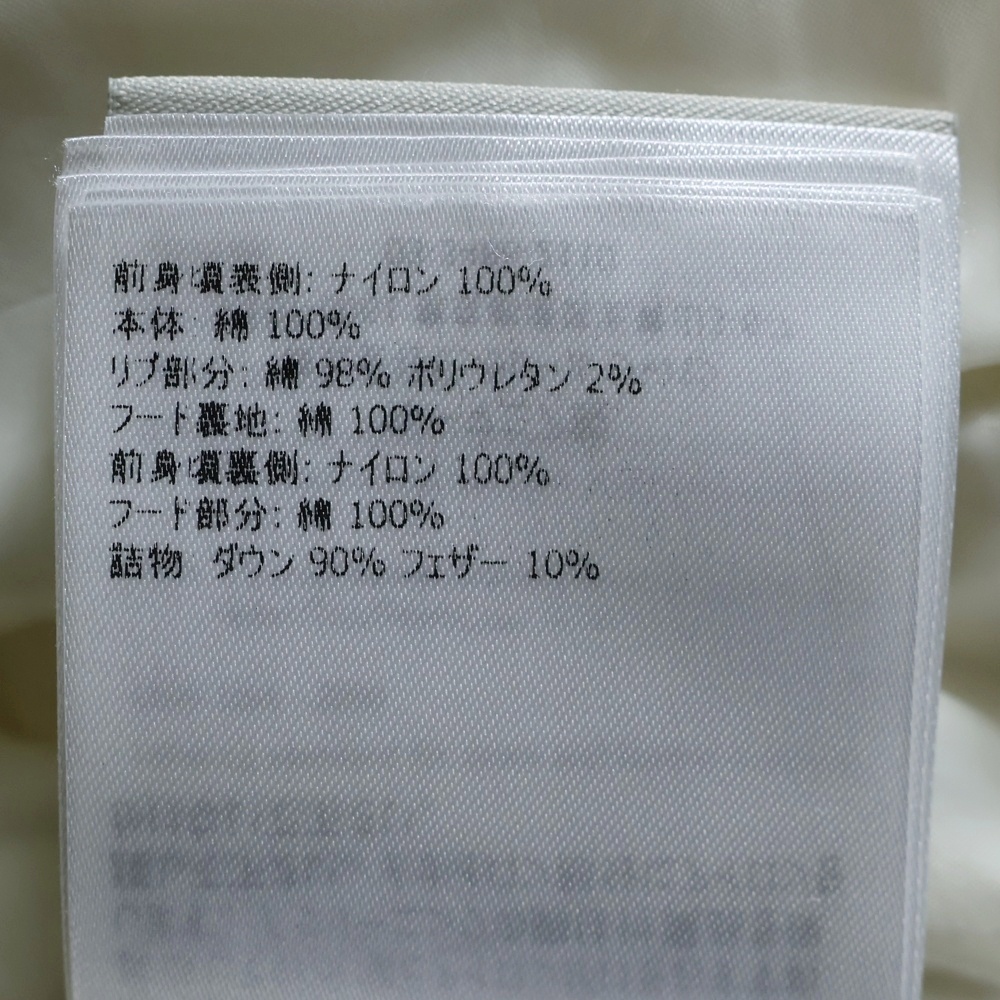 前身頃裏側: ナイロン 100%
本体: 綿 100%
リブ部分: 綿 98% ポリウレタン 2%
フード裏地: 綿 100%
前身頃裏側: ナイロン 100%
フード部分: 綿 100%
詰物 ダウン 90% フェザー 10%